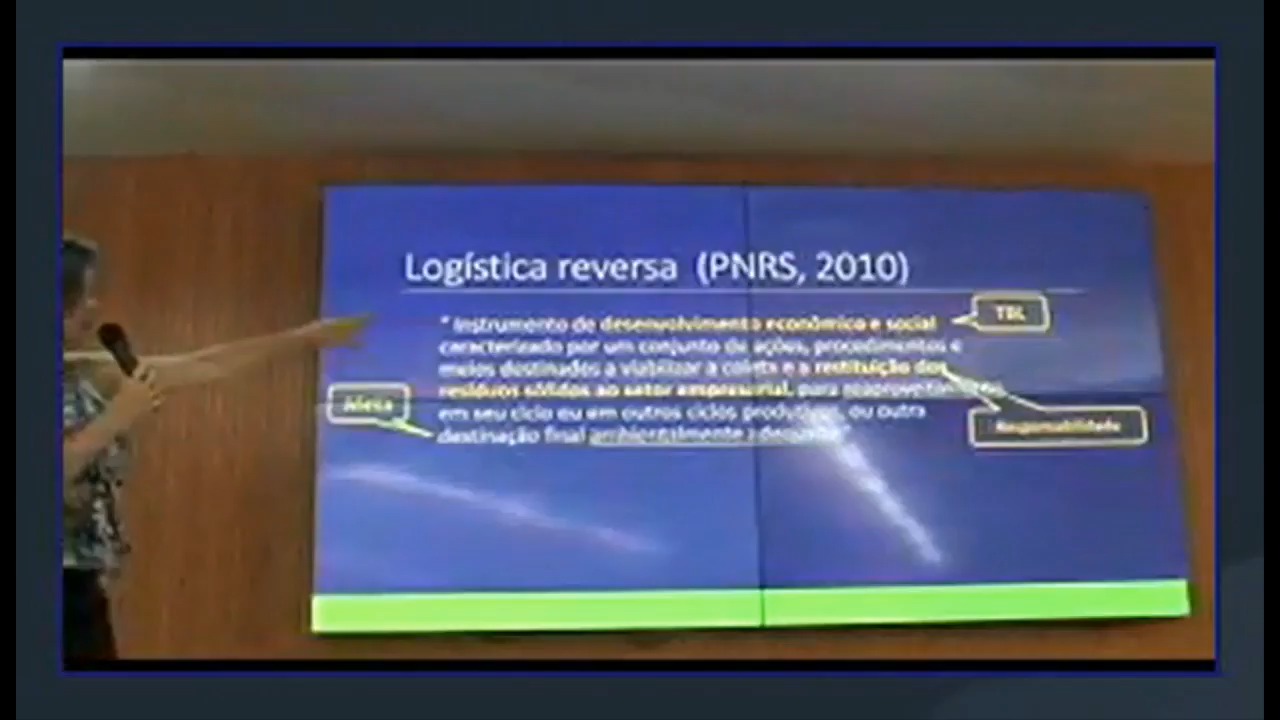 Logística reversa (PNRS, 2010)
" Instrumento de desenvolvimento econômico e social
caracterizado por um conjunto de ações, procedimentos e
meios destinados a viabilizar a coleta e a restituição dos
resíduos sólidos ao setor empresarial, para
em seu ciclo ou em outros ciclos produtivos, ou outra
destinação final ambientalmente adequada"
TBL
Responsabilidade